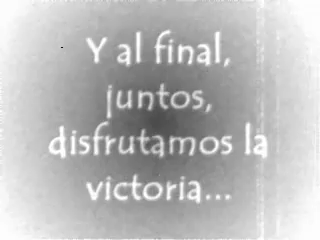 Y al final,
juntos,
disfrutamos la
victoria...